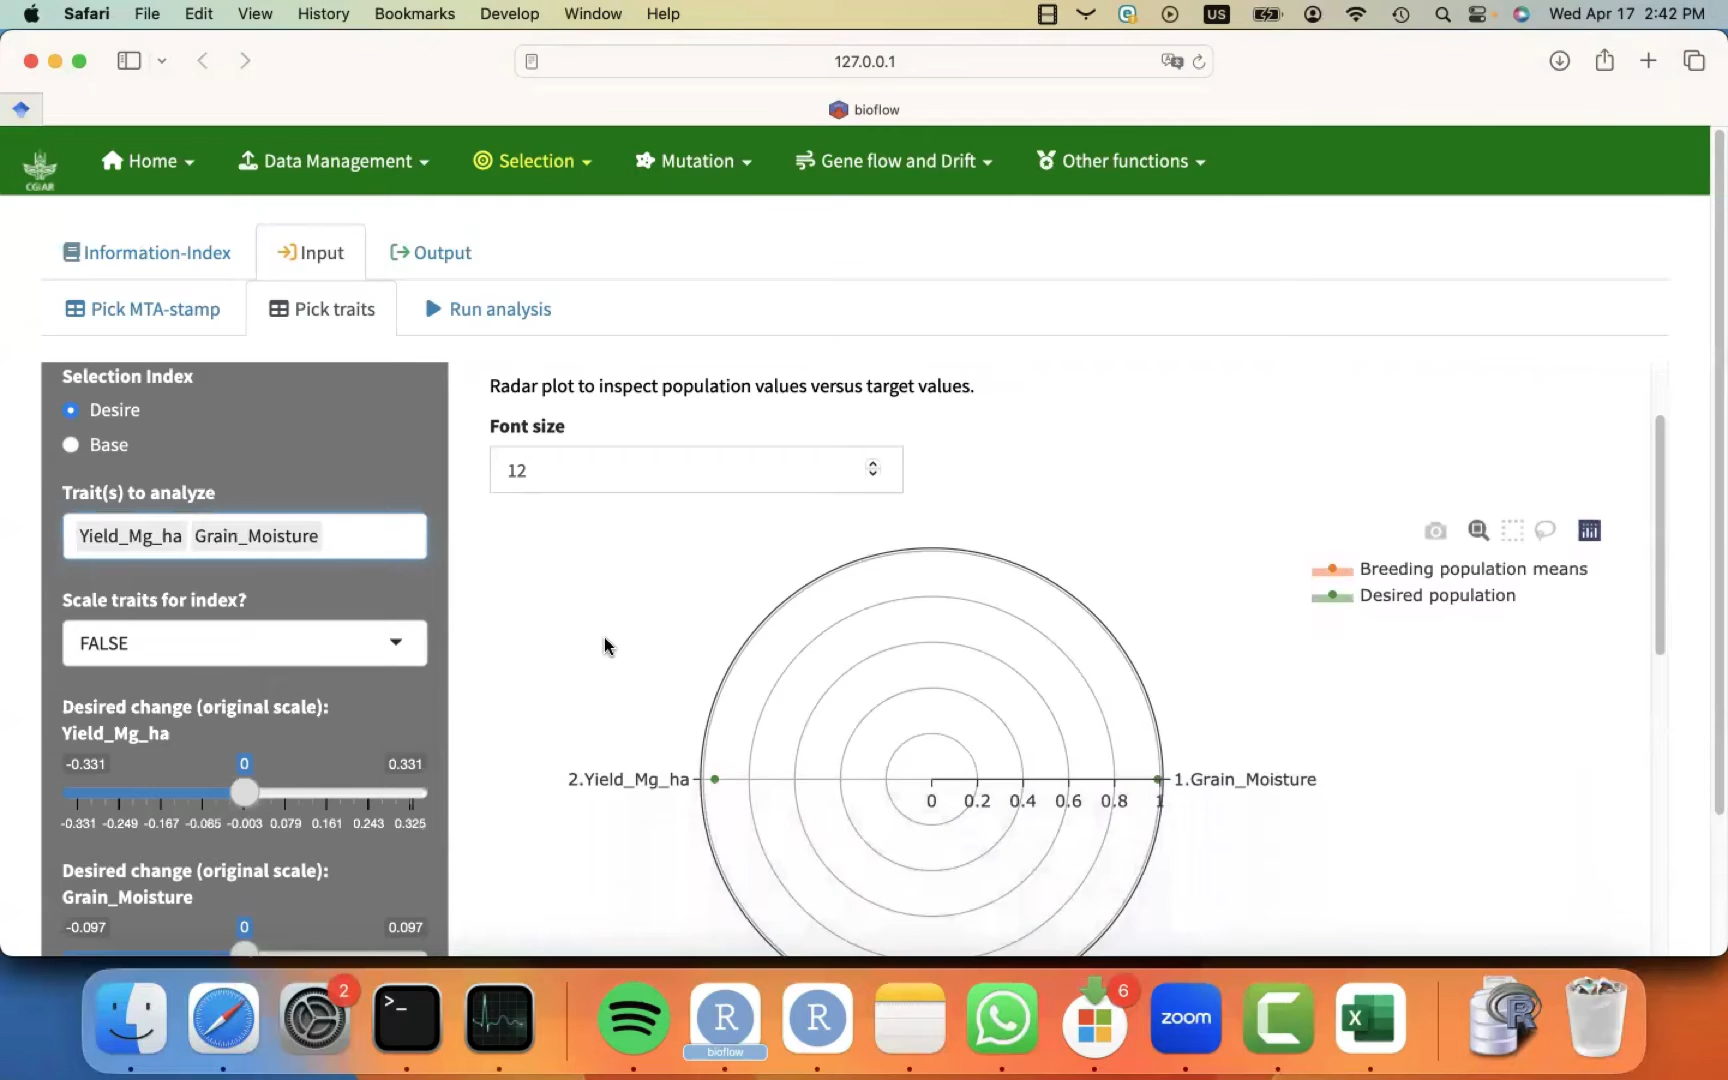 Safari File Edit View History Bookmarks Develop Window Help US Wed Apr 17 2:42 PM
127.0.0.1
bioflow
CGIAR Home Data Management Selection Mutation Gene flow and Drift Other functions
Information-Index Input Output
Pick MTA-stamp Pick traits Run analysis
Selection Index
Desire
Base
Trait(s) to analyze
Yield_Mg_ha Grain_Moisture
Scale traits for index?
FALSE
Desired change (original scale):
Yield_Mg_ha
-0.331 0 0.331
-0.331 -0.249 -0.167 -0.085 -0.003 0.079 0.161 0.243 0.325
Desired change (original scale):
Grain_Moisture
-0.097 0 0.097
Radar plot to inspect population values versus target values.
Font size
12
Breeding population means
Desired population
2.Yield_Mg_ha 1.Grain_Moisture
0 0.2 0.4 0.6 0.8 1
2 >_ R R 6 zoom C X R
bioflow